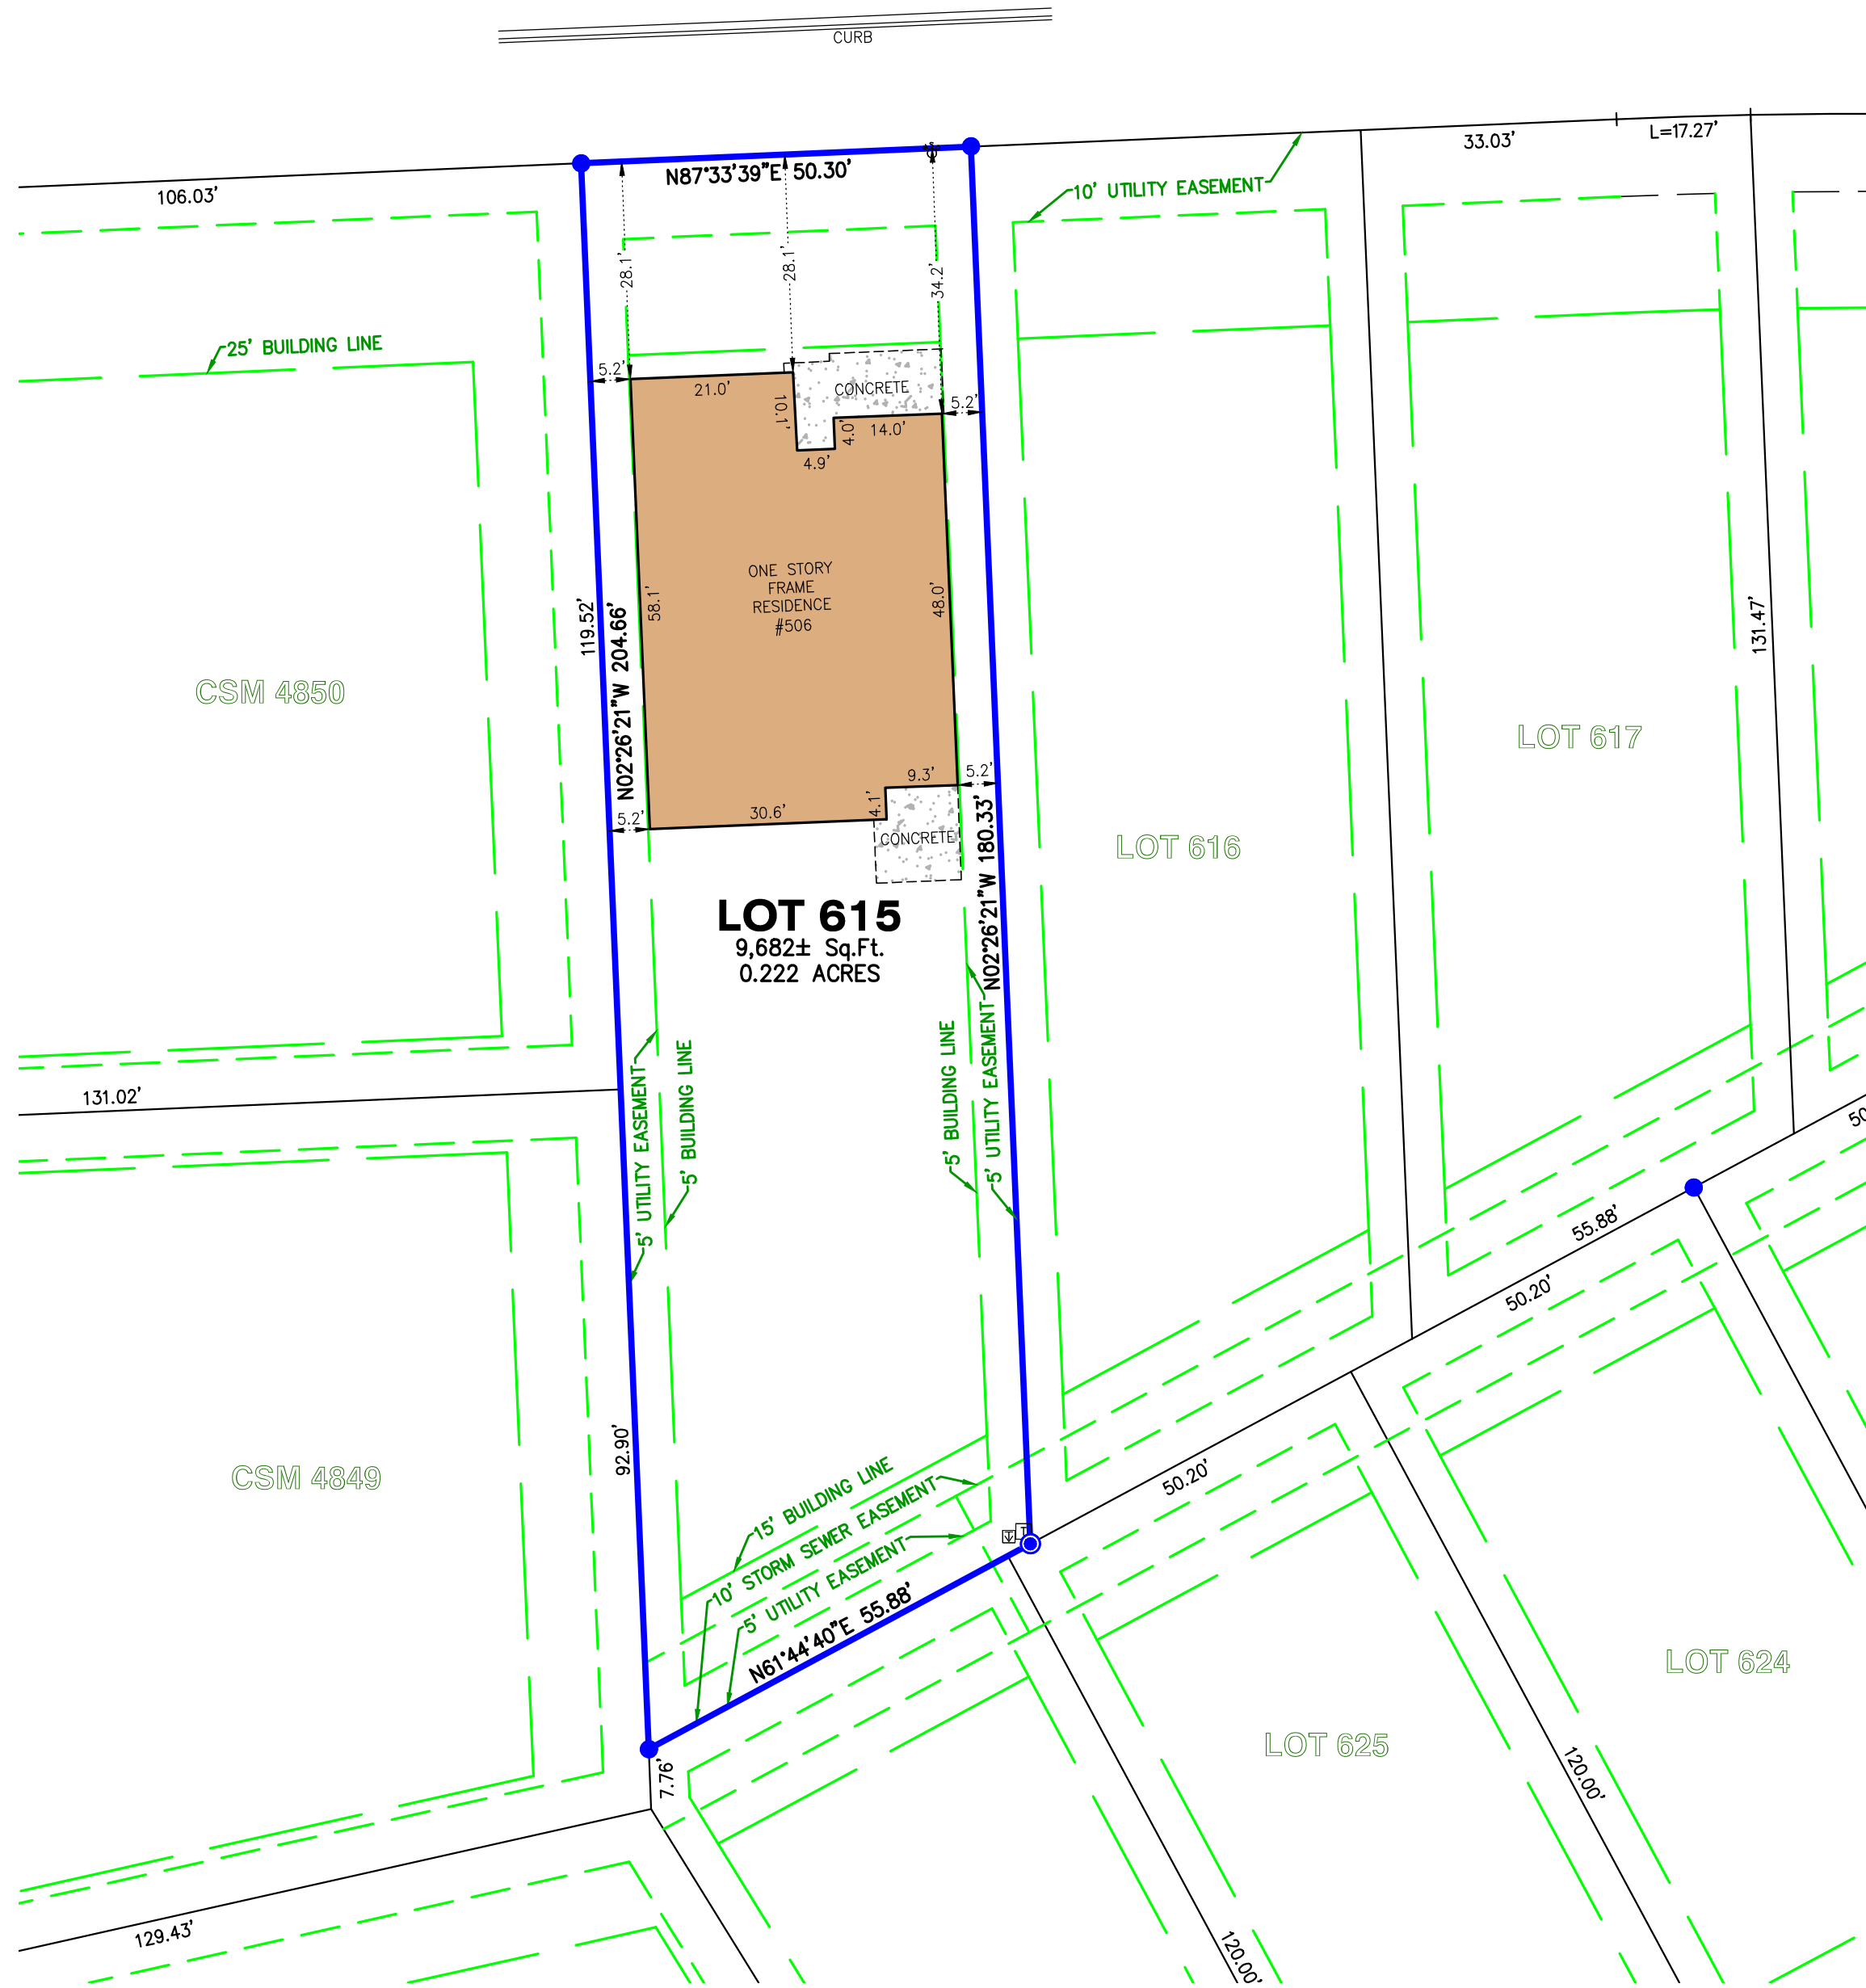 CURB
33.03'
L=17.27'
106.03'
N87°33'39"E 50.30'
10' UTILITY EASEMENT
28.1'
28.1'
34.2'
25' BUILDING LINE
5.2'
21.0'
10.1'
CONCRETE
4.0'
14.0'
5.2'
4.9'
ONE STORY
FRAME
RESIDENCE
#506
58.1'
48.0'
119.52'
N02°26'21"W 204.66'
131.47'
CSM 4850
LOT 617
LOT 616
5.2'
30.6'
4.1'
9.3'
5.2'
CONCRETE
N02°26'21"W 180.33'
LOT 615
9,682± Sq.Ft.
0.222 ACRES
131.02'
5' UTILITY EASEMENT
5' BUILDING LINE
5' BUILDING LINE
5' UTILITY EASEMENT
50
55.88'
50.20'
92.90'
CSM 4849
50.20'
15' BUILDING LINE
10' STORM SEWER EASEMENT
5' UTILITY EASEMENT
N61°44'40"E 55.88'
T
LOT 624
LOT 625
7.76'
120.00'
129.43'
120.00'